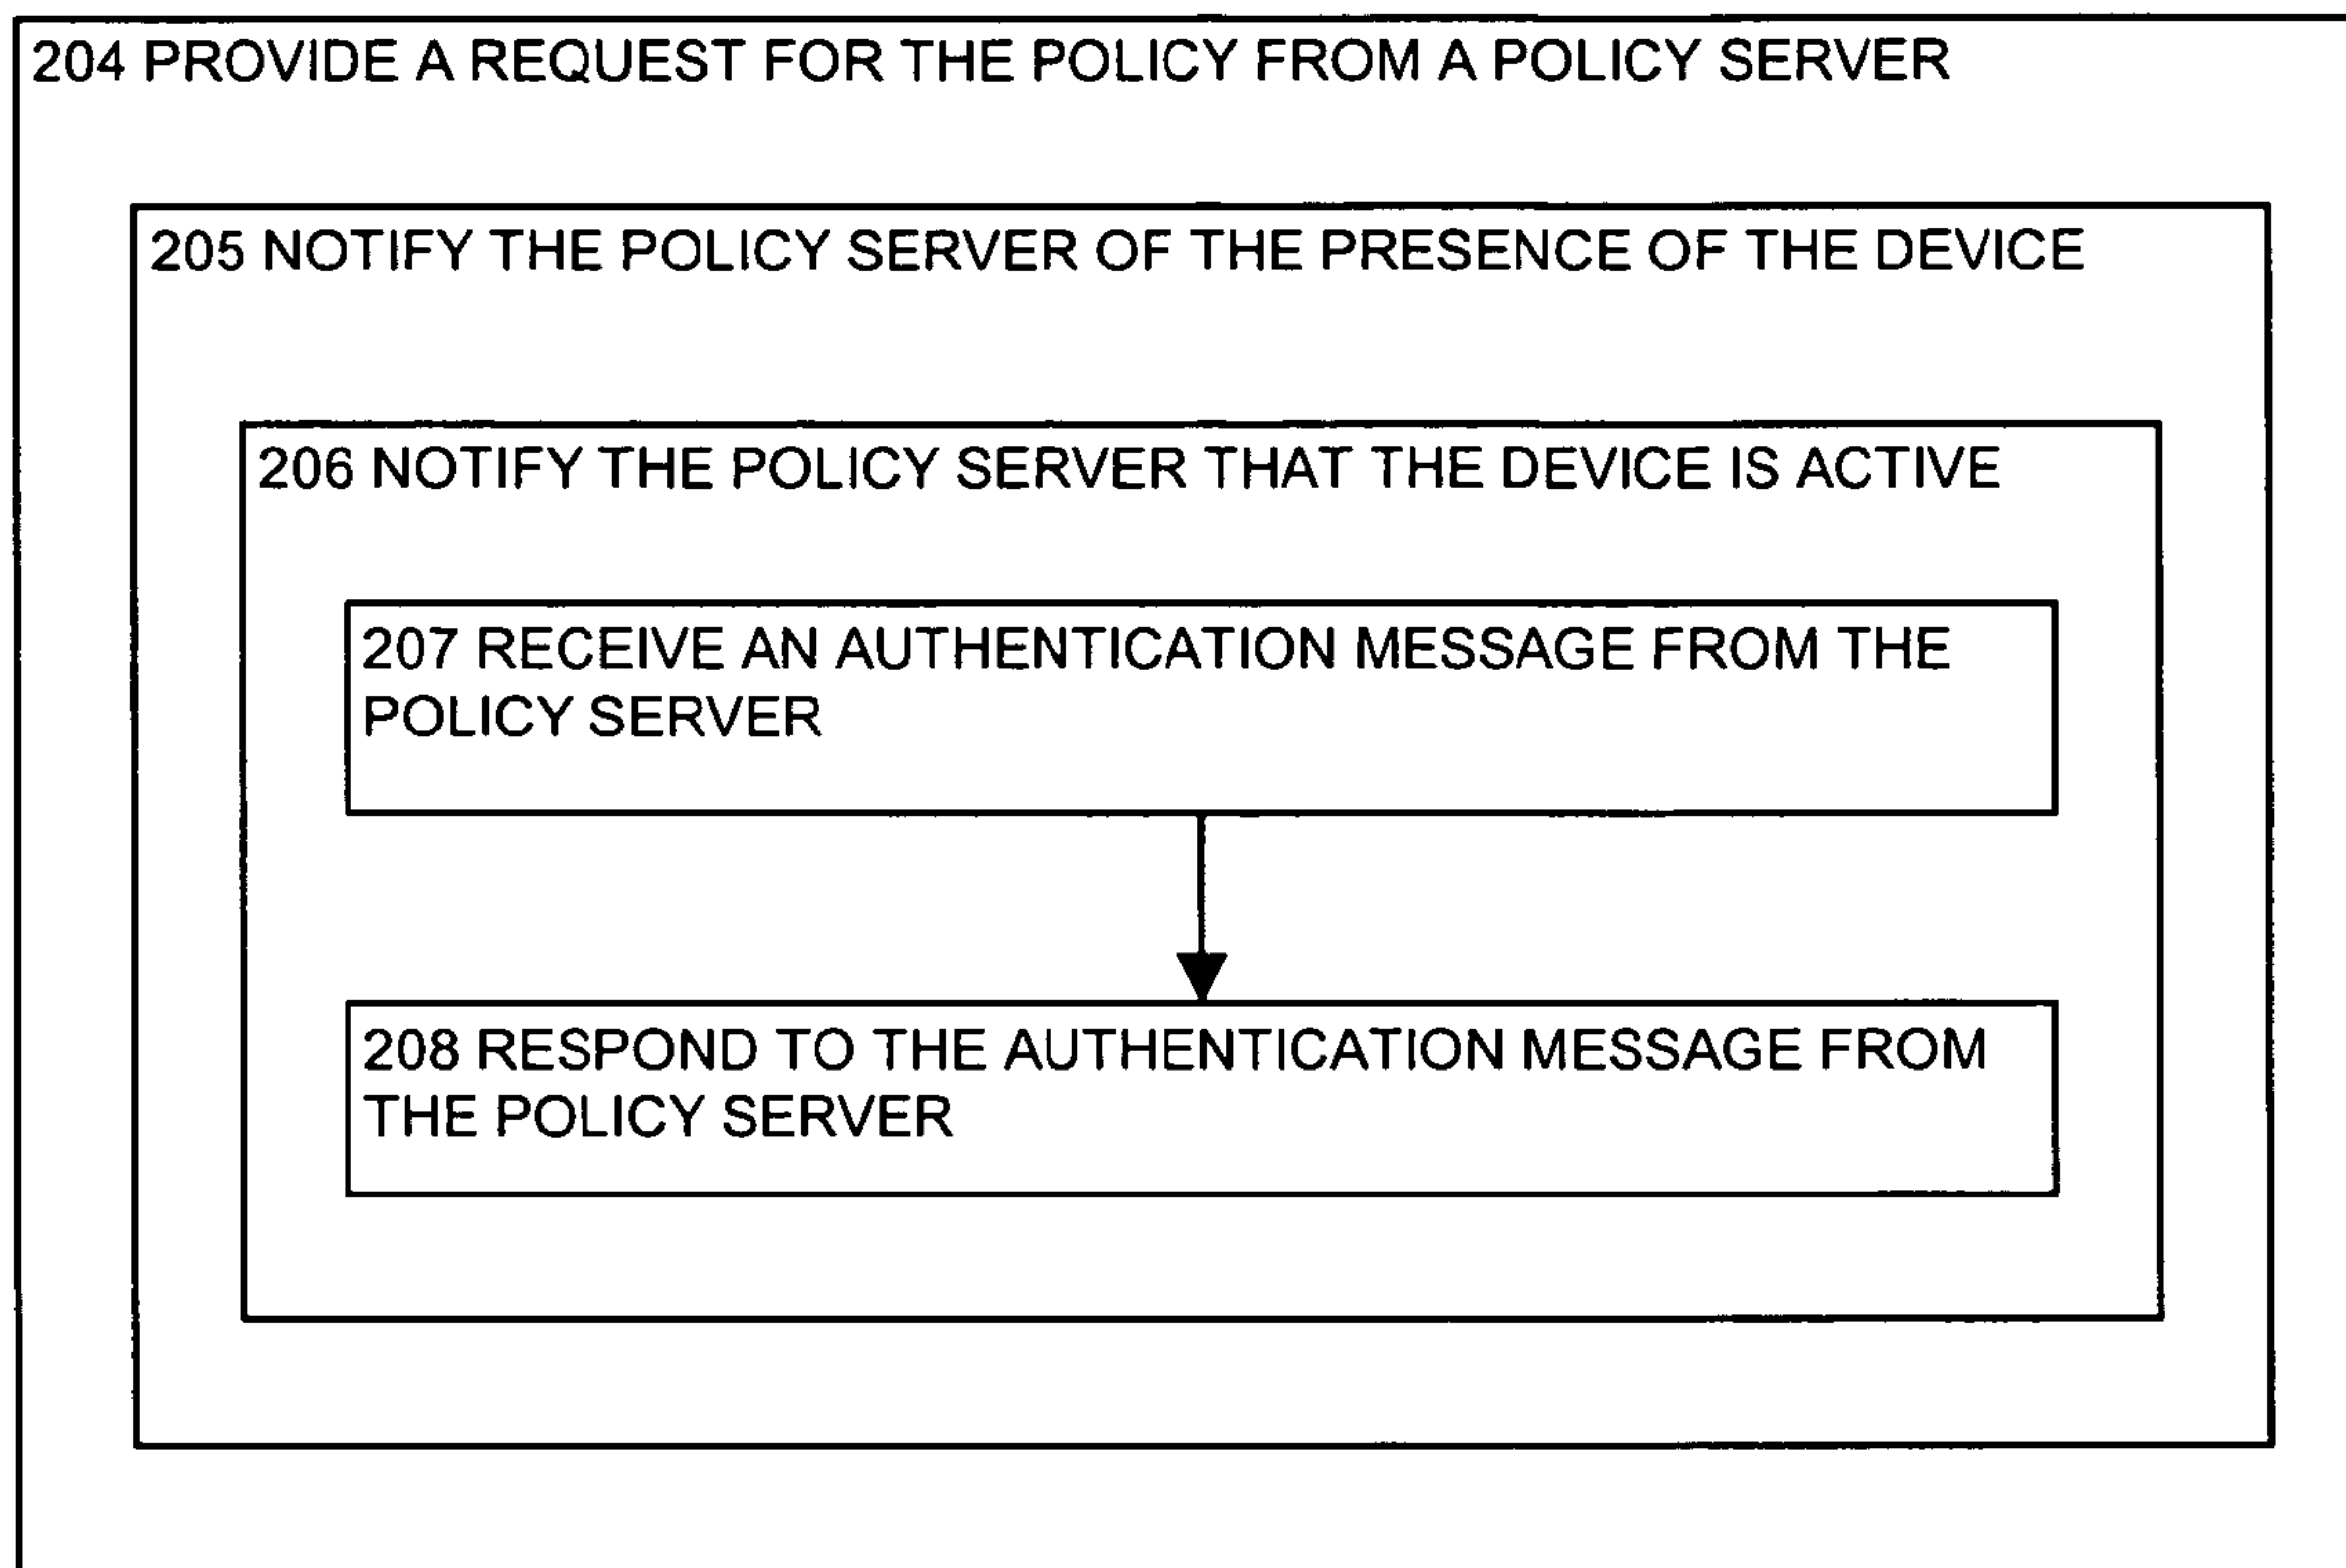 204 PROVIDE A REQUEST FOR THE POLICY FROM A POLICY SERVER
205 NOTIFY THE POLICY SERVER OF THE PRESENCE OF THE DEVICE
206 NOTIFY THE POLICY SERVER THAT THE DEVICE IS ACTIVE
207 RECEIVE AN AUTHENTICATION MESSAGE FROM THE
POLICY SERVER
208 RESPOND TO THE AUTHENTICATION MESSAGE FROM
THE POLICY SERVER